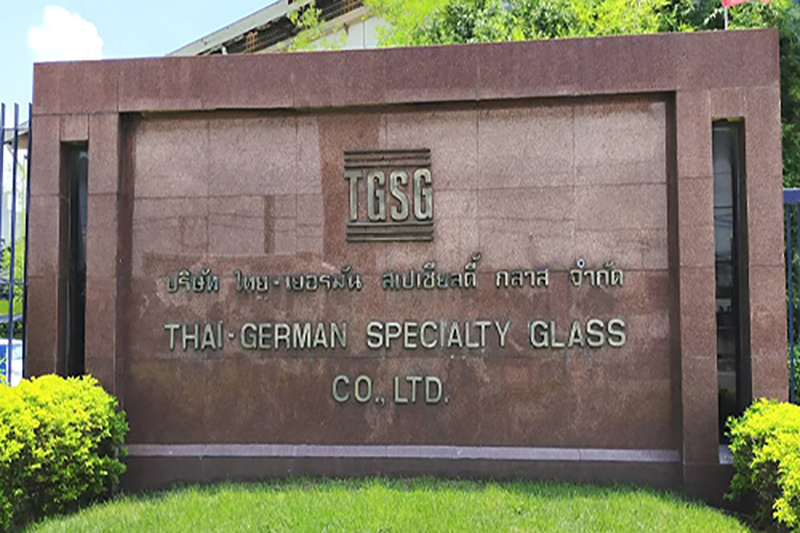 TGSG
บริษัท ไทย-เยอรมัน สเปเชียลตี้ กลาส จำกัด
THAI-GERMAN SPECIALTY GLASS
CO., LTD.